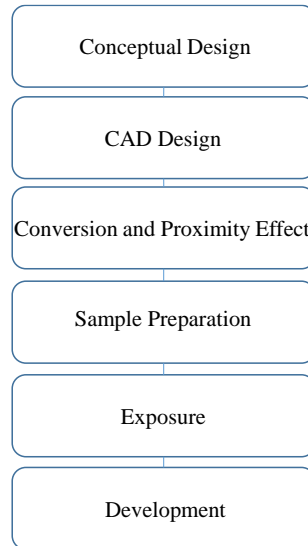 Conceptual Design
CAD Design
Conversion and Proximity Effect
Sample Preparation
Exposure
Development